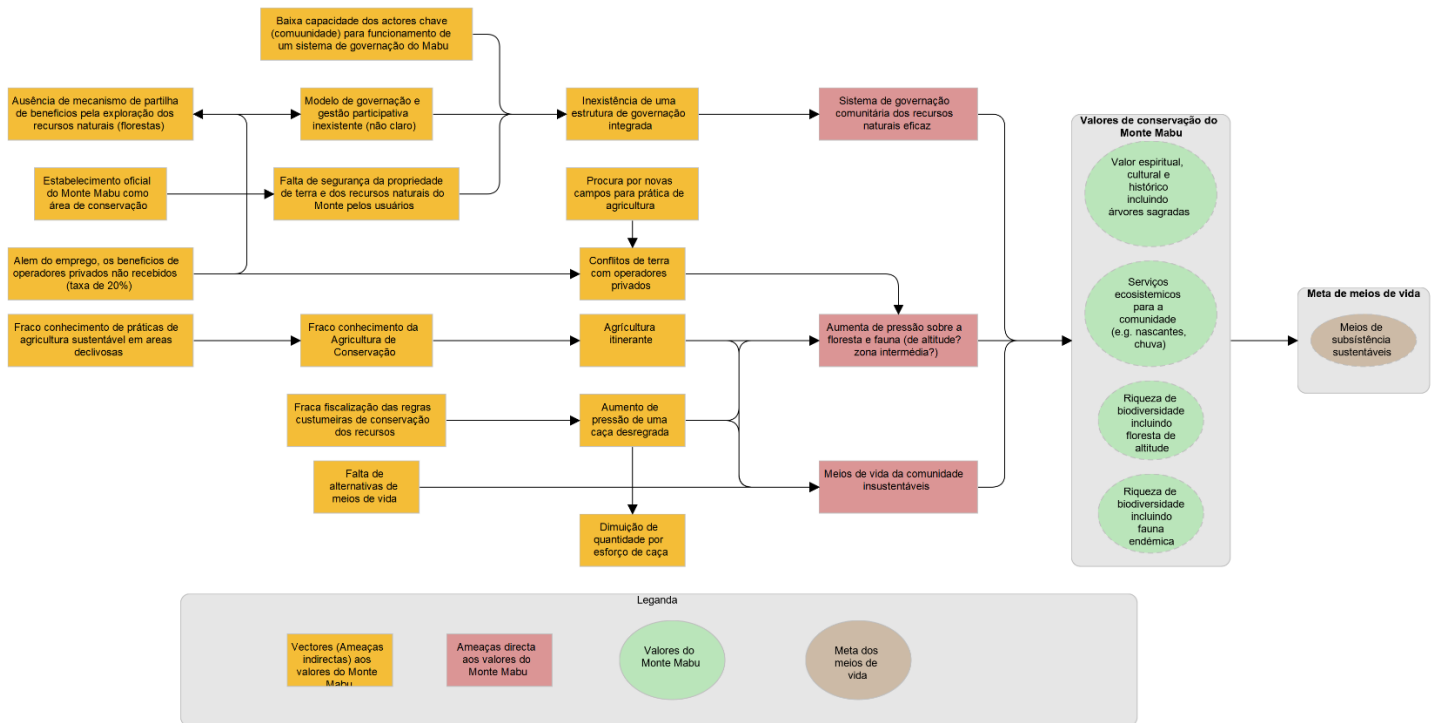 Baixa capacidade dos actores chave
(comuunidade) para funcionamento de
um sistema de governação do Mabu
Ausência de mecanismo de partilha
de beneficios pela exploração dos
recursos naturais (florestas)
Modelo de governação e
gestão participativa
inexistente (não claro)
Inexistência de uma
estrutura de governação
integrada
Sistema de governação
comunitária dos recursos
naturais eficaz
Estabelecimento oficial
do Monte Mabu como
área de conservação
Falta de segurança da propriedade
de terra e dos recursos naturais do
Monte pelos usuários
Procura por novas
campos para prática de
agricultura
Alem do emprego, os beneficios de
operadores privados não recebidos
(taxa de 20%)
Conflitos de terra
com operadores
privados
Fraco conhecimento de práticas de
agricultura sustentável em areas
declivosas
Fraco conhecimento da
Agricultura de
Conservação
Agrícultura
itinerante
Aumenta de pressão sobre a
floresta e fauna (de altitude?
zona intermédia?)
Fraca fiscalização das regras
custumeiras de conservação
dos recursos
Aumento de
pressão de uma
caça desregrada
Falta de
alternativas de
meios de vida
Meios de vida da comunidade
insustentáveis
Dimuição de
quantidade por
esforço de caça
Valores de conservação do
Monte Mabu
Valor espiritual,
cultural e
histórico
incluindo
árvores sagradas
Serviços
ecosistemicos
para a
comunidade
(e.g. nascantes,
chuva)
Riqueza de
biodiversidade
incluindo
floresta de
altitude
Riqueza de
biodiversidade
incluindo
fauna
endémica
Meta de meios de vida
Meios de
subsístência
sustentáveis
Leganda
Vectores (Ameaças
indirectas) aos
valores do Monte
Mabu
Ameaças directa
aos valores do
Monte Mabu
Valores do
Monte Mabu
Meta dos
meios de
vida